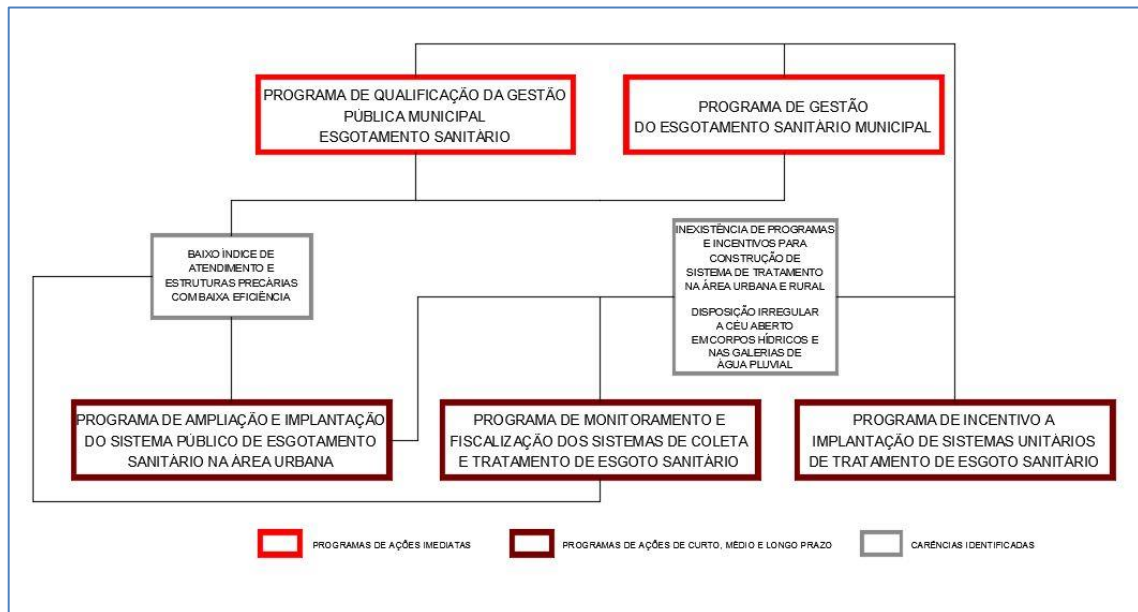 PROGRAMA DE QUALIFICAÇÃO DA GESTÃO
PÚBLICA MUNICIPAL
ESGOTAMENTO SANITÁRIO
PROGRAMA DE GESTÃO
DO ESGOTAMENTO SANITÁRIO MUNICIPAL
BAIXO ÌNDICE DE
ATENDIMENTO E
ESTRUTURAS PRECÀRIAS
COM BAIXA EFICIÊNCIA
INEXISTÊNCIA DE PROGRAMAS
E INCENTIVOS PARA
CONSTRUÇÃO DE
SISTEMA DE TRATAMENTO
NA ÁREA URBANA E RURAL
DISPOSIÇÃO IRREGULAR
A CÉU ABERTO
EM CORPOS HÍDRICOS E
NAS GALERIAS DE
ÁGUA PLUVIAL
PROGRAMA DE AMPLIAÇÃO E IMPLANTAÇÃO
DO SISTEMA PÚBLICO DE ESGOTAMENTO
SANITÁRIO NA ÀREA URBANA
PROGRAMA DE MONITORAMENTO E
FISCALIZAÇÃO DOS SISTEMAS DE COLETA
E TRATAMENTO DE ESGOTO SANITÁRIO
PROGRAMA DE INCENTIVO A
IMPLANTAÇÃO DE SISTEMAS UNITÁRIOS
DE TRATAMENTO DE ESGOTO SANITÁRIO
PROGRAMAS DE AÇÕES IMEDIATAS
PROGRAMAS DE AÇÕES DE CURTO, MÉDIO E LONGO PRAZO
CARÊNCIAS IDENTIFICADAS